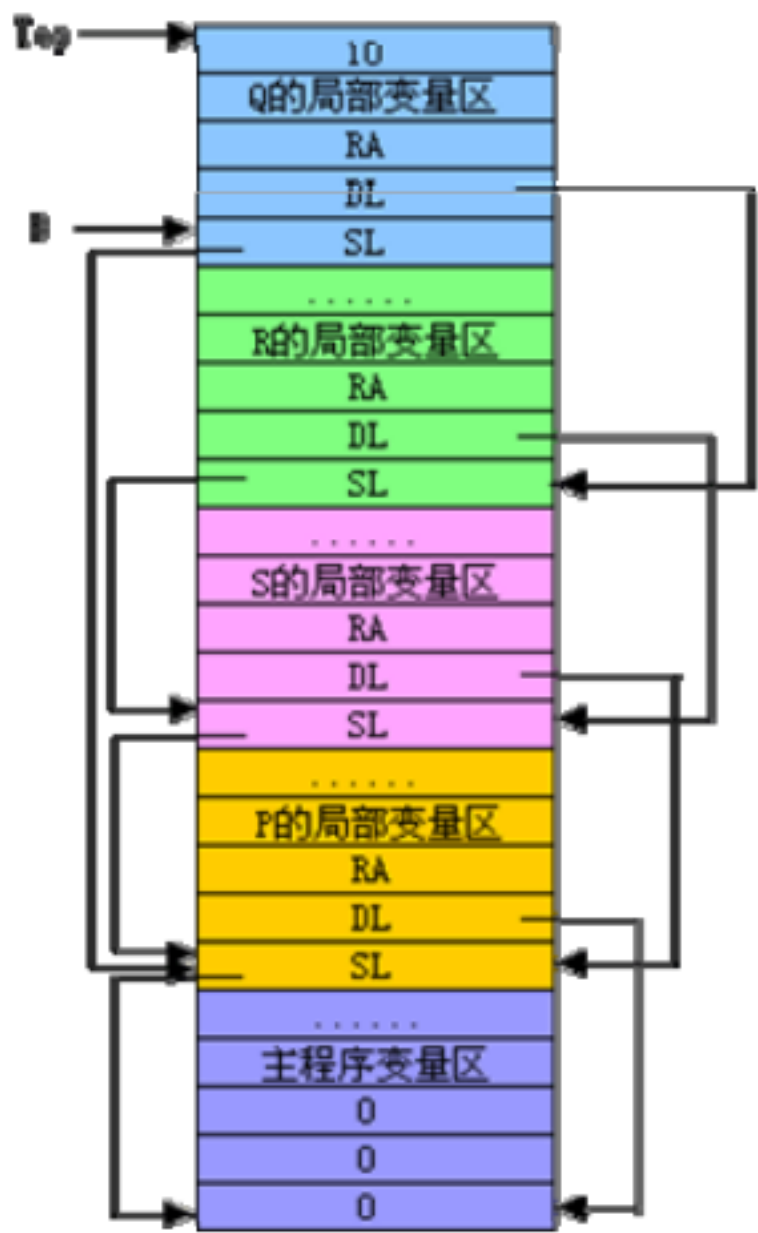 Top
10
Q的局部变量区
RA
DL
B
SL
......
R的局部变量区
RA
DL
SL
......
S的局部变量区
RA
DL
SL
......
P的局部变量区
RA
DL
SL
......
主程序变量区
0
0
0